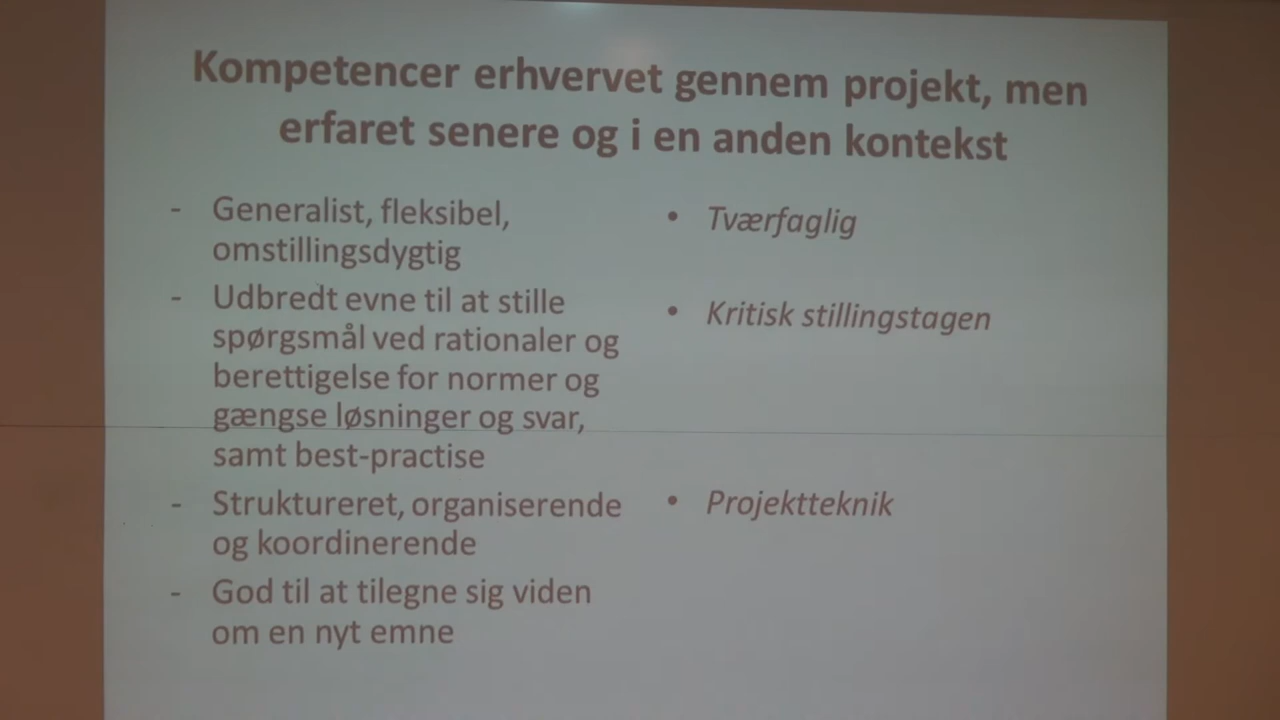 Kompetencer erhvervet gennem projekt, men
erfaret senere og i en anden kontekst
- Generalist, fleksibel,
omstillingsdygtig
- Udbredt evne til at stille
spørgsmål ved rationaler og
berettigelse for normer og
gængse løsninger og svar,
samt best-practise
- Struktureret, organiserende
og koordinerende
- God til at tilegne sig viden
om en nyt emne
• Tværfaglig
• Kritisk stillingstagen
• Projektteknik